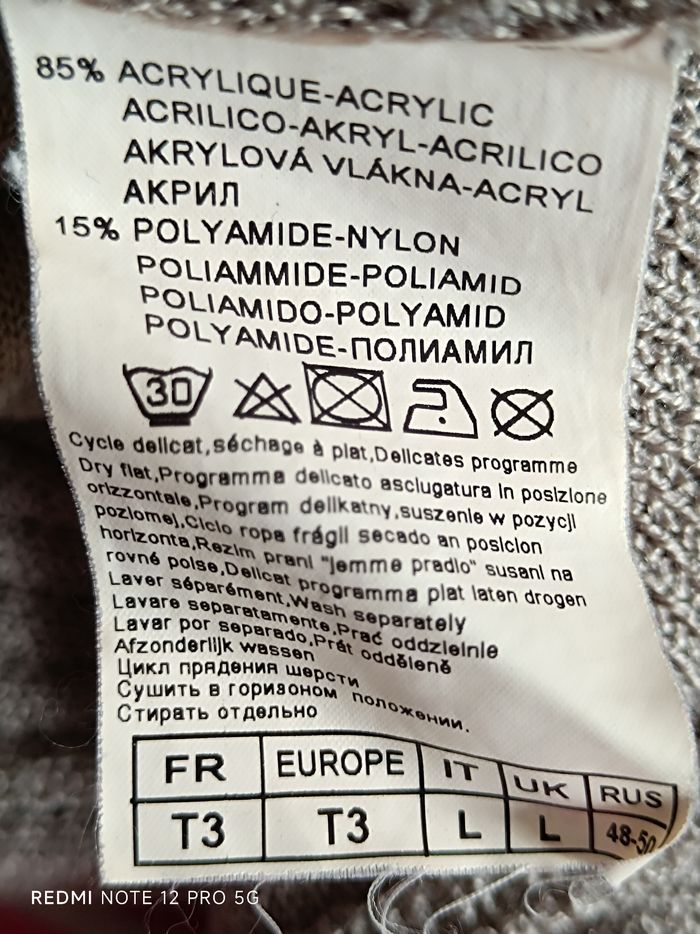 85% ACRYLIQUE-ACRYLIC
ACRILICO-AKRYL-ACRILICO
AKRYLOVÁ VLÁKNA-ACRYL
АКРИЛ
15% POLYAMIDE-NYLON
POLIAMMIDE-POLIAMID
POLIAMIDO-POLYAMID
POLYAMIDE-ПОЛИАМИЛ
30
Cycle delicat,séchage à plat,Delicates programme
Dry flat,Programma delicato asciugatura in posizione
orizzontale,Program delikatny,suszenie w pozycji
poziomej,Ciclo ropa frágil secado an posicion
horizonta,Rezim prani "jemme pradlo" susani na
rovné polse,Delicat programma plat laten drogen
Laver séparément,Wash separately
Lavare separatamente,Prać oddzielnie
Lavar por separado,Prát odděleně
Afzonderlijk wassen
Цикл прядения шерсти
Сушить в горизоном положении.
Стирать отдельно
FR EUROPE IT UK RUS
T3 T3 L L 48-50
REDMI NOTE 12 PRO 5G